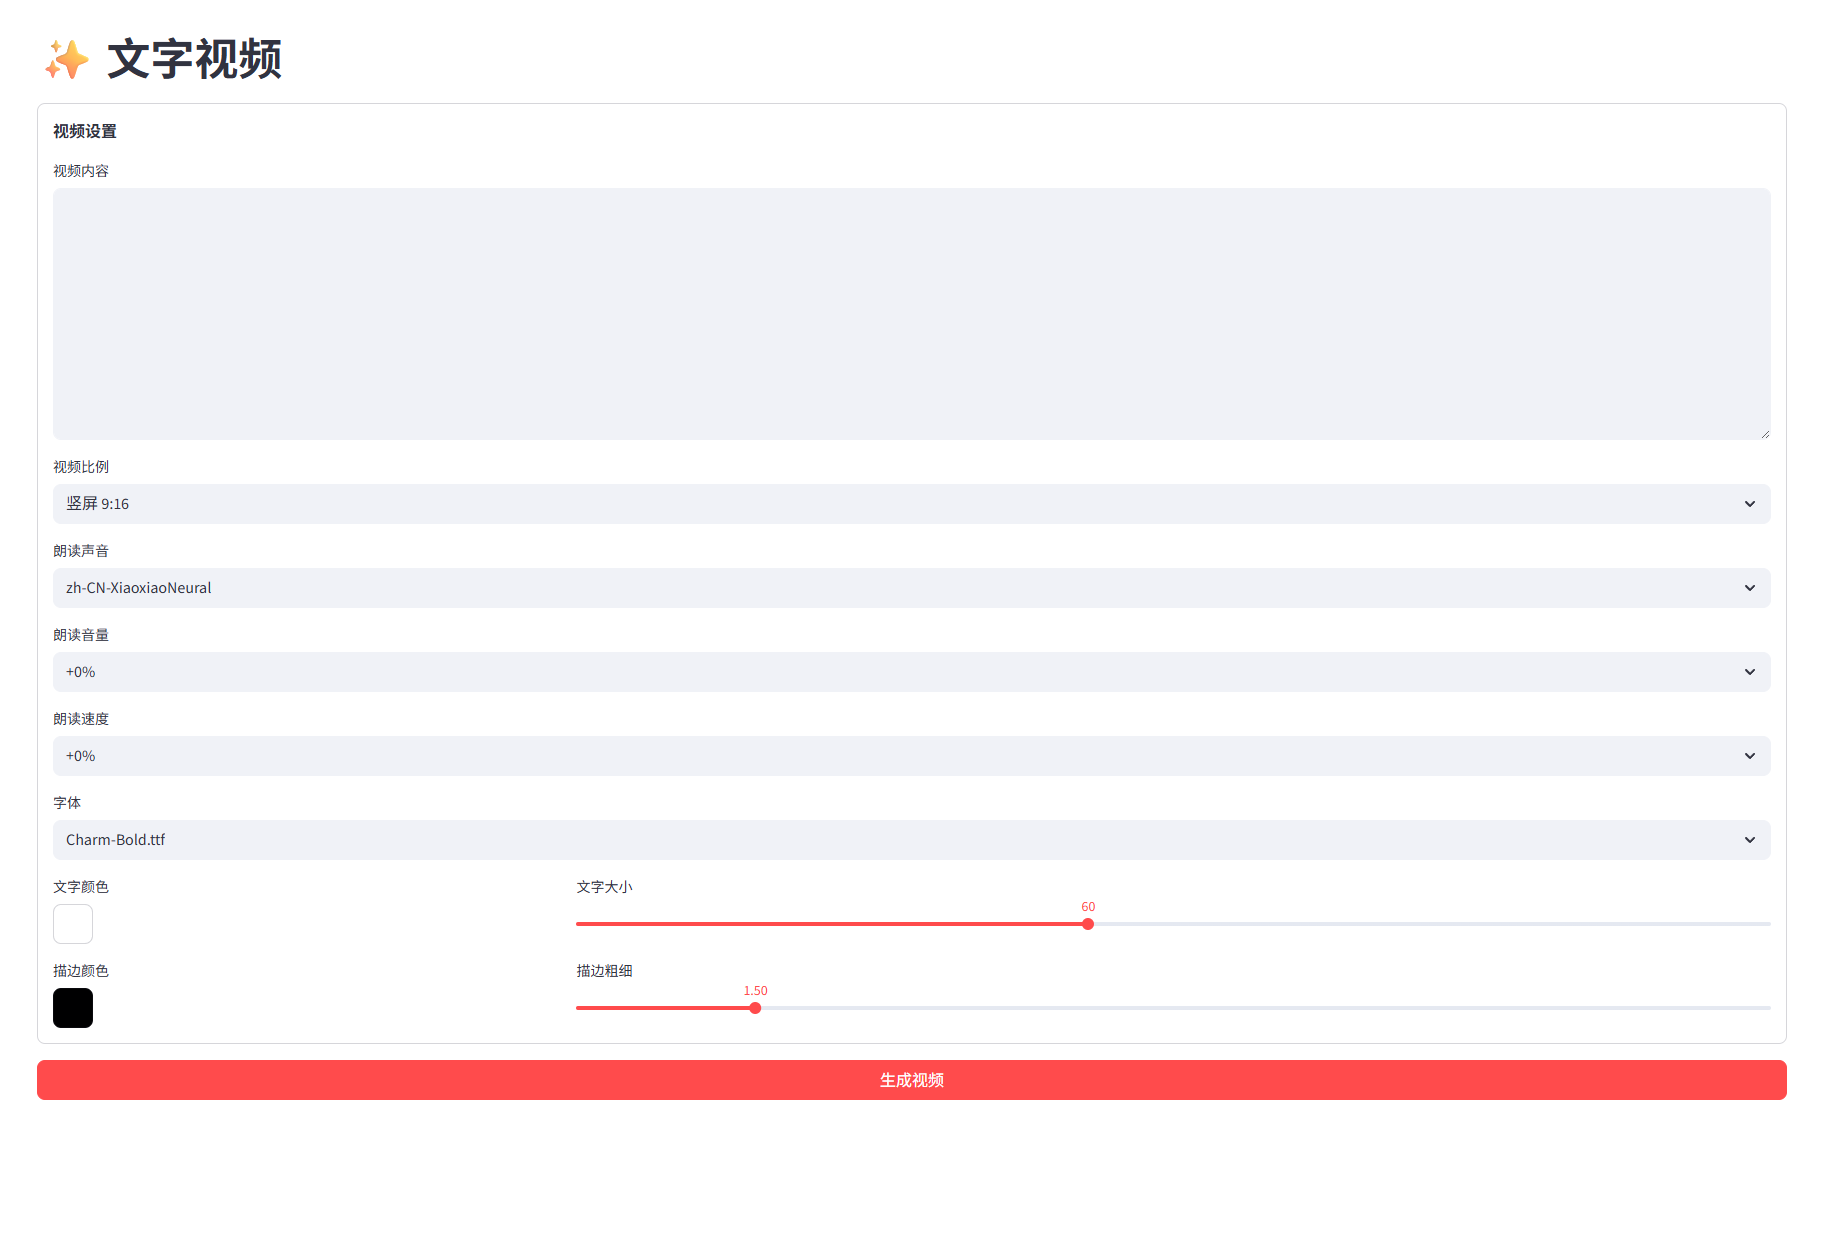 ✨ 文字视频
视频设置
视频内容
视频比例
竖屏 9:16
朗读声音
zh-CN-XiaoxiaoNeural
朗读音量
+0%
朗读速度
+0%
字体
Charm-Bold.ttf
文字颜色
文字大小
60
描边颜色
描边粗细
1.50
生成视频